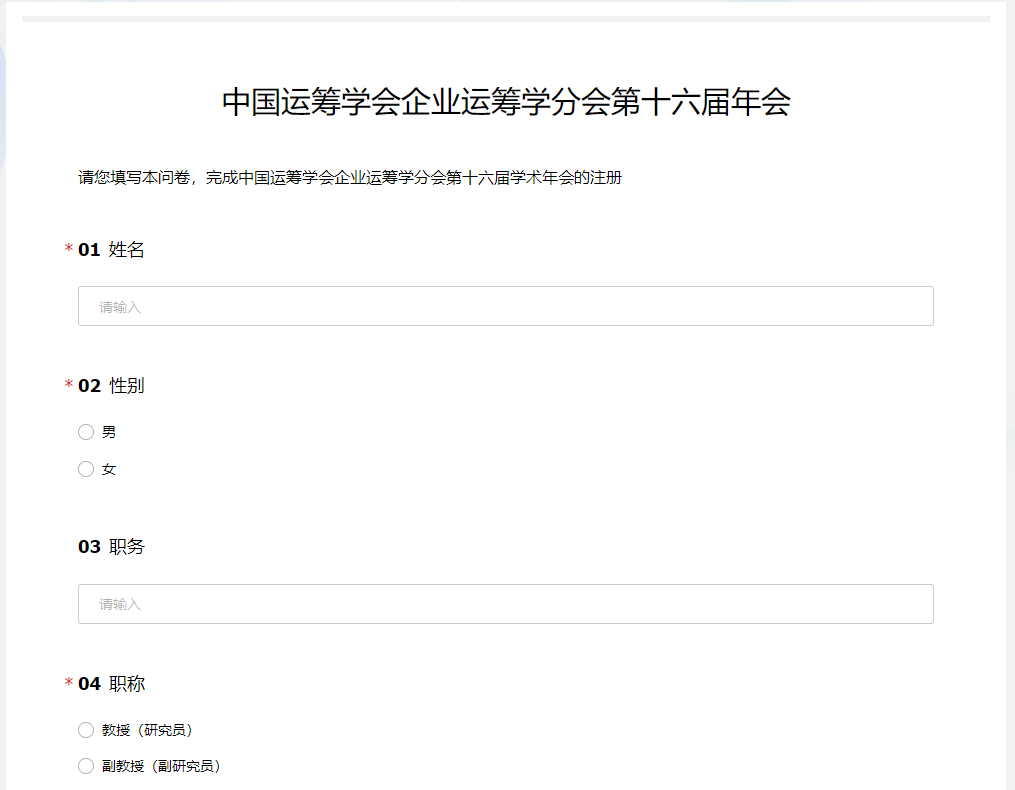 中国运筹学会企业运筹学分会第十六届年会
请您填写本问卷，完成中国运筹学会企业运筹学分会第十六届学术年会的注册
* 01 姓名
请输入
* 02 性别
男
女
03 职务
请输入
* 04 职称
教授（研究员）
副教授（副研究员）